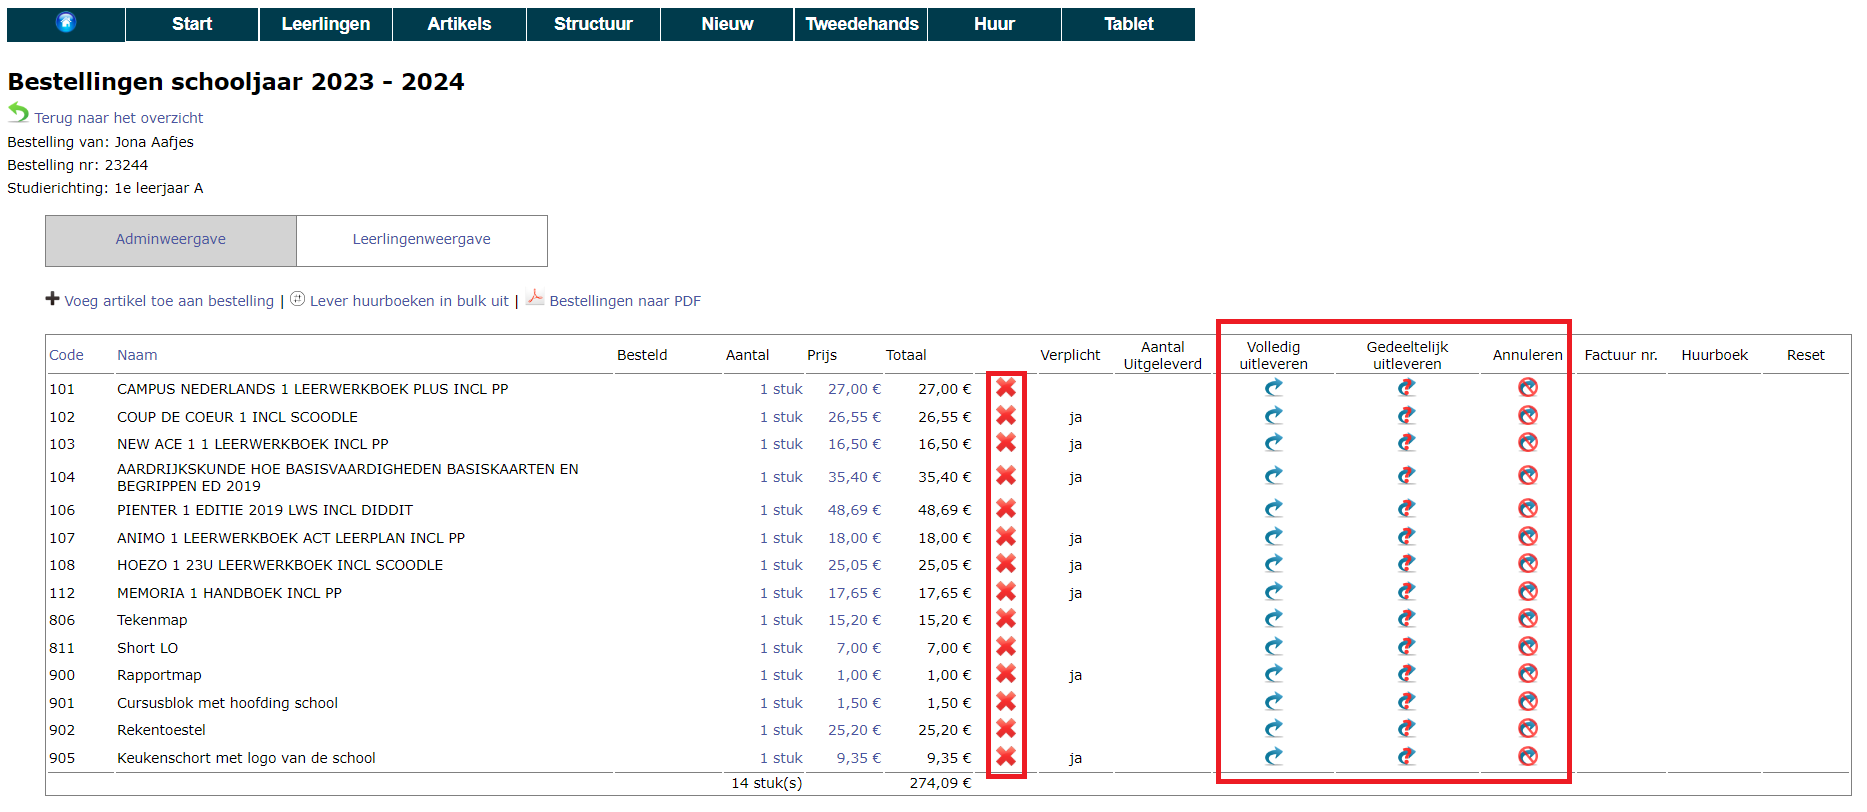 Start Leerlingen Artikels Structuur Nieuw Tweedehands Huur Tablet
Bestellingen schooljaar 2023 - 2024
Terug naar het overzicht
Bestelling van: Jona Aafjes
Bestelling nr: 23244
Studierichting: 1e leerjaar A
Adminweergave Leerlingenweergave
Voeg artikel toe aan bestelling | Lever huurboeken in bulk uit | Bestellingen naar PDF
Code Naam Besteld Aantal Prijs Totaal Verplicht Aantal Uitgeleverd Volledig uitleveren Gedeeltelijk uitleveren Annuleren Factuur nr. Huurboek Reset
101 CAMPUS NEDERLANDS 1 LEERWERKBOEK PLUS INCL PP 1 stuk 27,00 € 27,00 €
102 COUP DE COEUR 1 INCL SCOODLE 1 stuk 26,55 € 26,55 € ja
103 NEW ACE 1 1 LEERWERKBOEK INCL PP 1 stuk 16,50 € 16,50 € ja
104 AARDRIJKSKUNDE HOE BASISVAARDIGHEDEN BASISKAARTEN EN BEGRIPPEN ED 2019 1 stuk 35,40 € 35,40 € ja
106 PIENTER 1 EDITIE 2019 LWS INCL DIDDIT 1 stuk 48,69 € 48,69 €
107 ANIMO 1 LEERWERKBOEK ACT LEERPLAN INCL PP 1 stuk 18,00 € 18,00 € ja
108 HOEZO 1 23U LEERWERKBOEK INCL SCOODLE 1 stuk 25,05 € 25,05 € ja
112 MEMORIA 1 HANDBOEK INCL PP 1 stuk 17,65 € 17,65 € ja
806 Tekenmap 1 stuk 15,20 € 15,20 €
811 Short LO 1 stuk 7,00 € 7,00 €
900 Rapportmap 1 stuk 1,00 € 1,00 € ja
901 Cursusblok met hoofding school 1 stuk 1,50 € 1,50 €
902 Rekentoestel 1 stuk 25,20 € 25,20 €
905 Keukenschort met logo van de school 1 stuk 9,35 € 9,35 € ja
14 stuk(s) 274,09 €